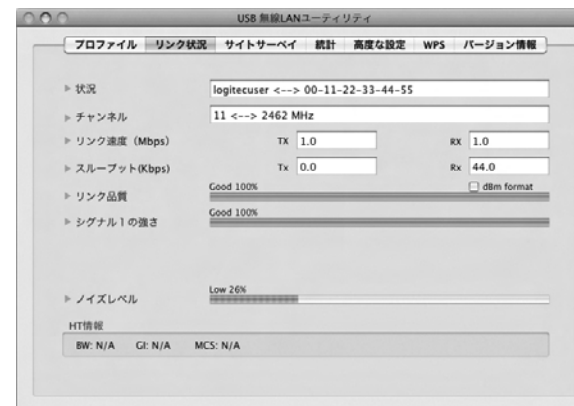 USB 無線LANユーティリティ
プロファイル リンク状況 サイトサーベイ 統計 高度な設定 WPS バージョン情報
状況 logitecuser <--> 00-11-22-33-44-55
チャンネル 11 <--> 2462 MHz
リンク速度 (Mbps) TX 1.0 RX 1.0
スループット(Kbps) Tx 0.0 Rx 44.0
Good 100% dBm format
リンク品質
Good 100%
シグナル1の強さ
Low 26%
ノイズレベル
HT情報
BW: N/A GI: N/A MCS: N/A